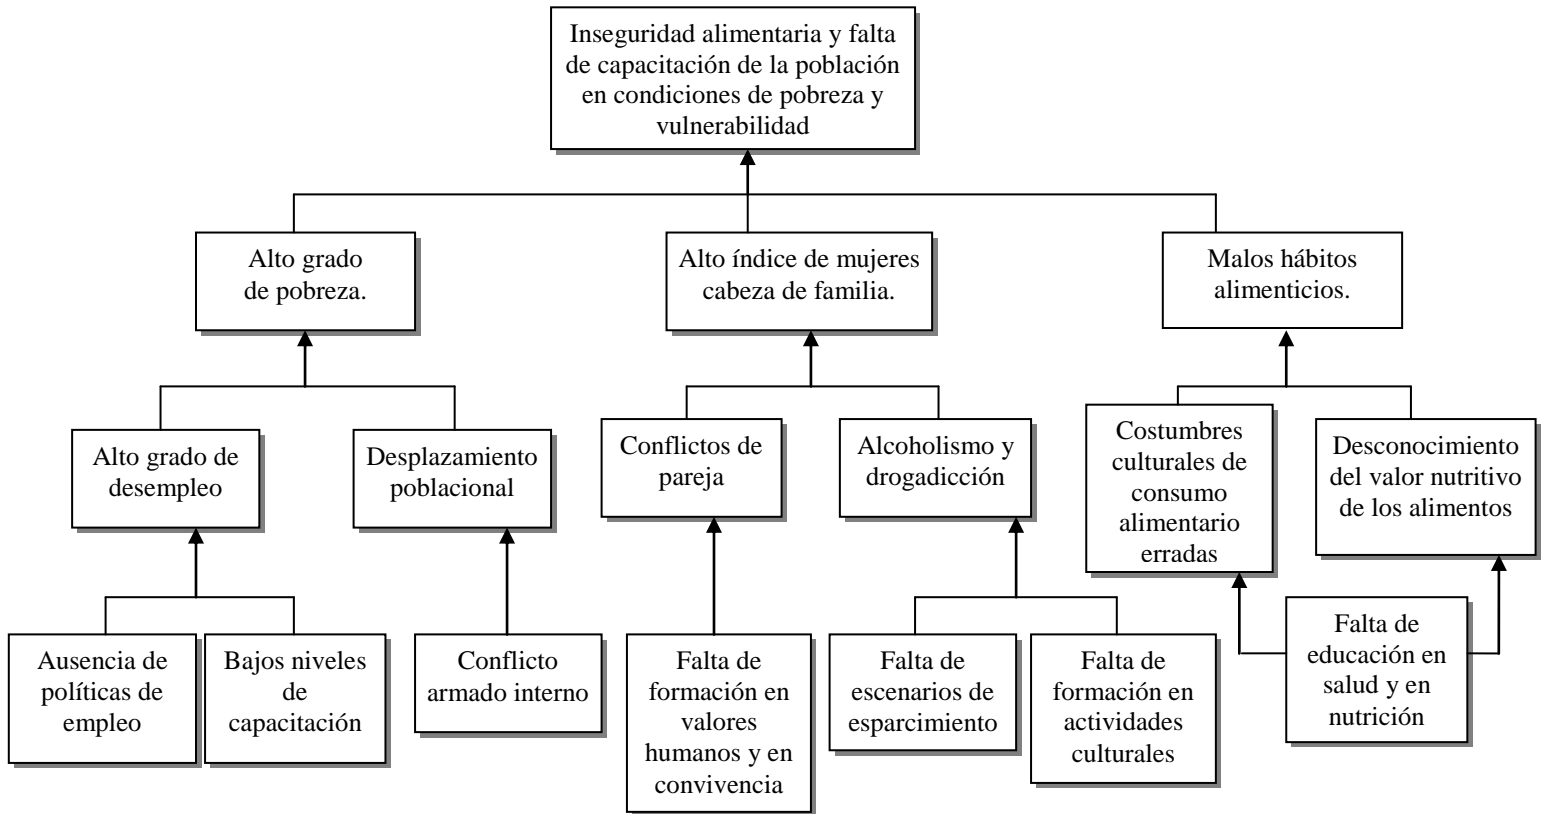 Inseguridad alimentaria y falta
de capacitación de la población
en condiciones de pobreza y
vulnerabilidad
Alto grado
de pobreza.
Alto índice de mujeres
cabeza de familia.
Malos hábitos
alimenticios.
Alto grado de
desempleo
Desplazamiento
poblacional
Conflictos de
pareja
Alcoholismo y
drogadicción
Costumbres
culturales de
consumo
alimentario
erradas
Desconocimiento
del valor nutritivo
de los alimentos
Ausencia de
políticas de
empleo
Bajos niveles
de
capacitación
Conflicto
armado interno
Falta de
formación en
valores
humanos y en
convivencia
Falta de
escenarios de
esparcimiento
Falta de
formación en
actividades
culturales
Falta de
educación en
salud y en
nutrición